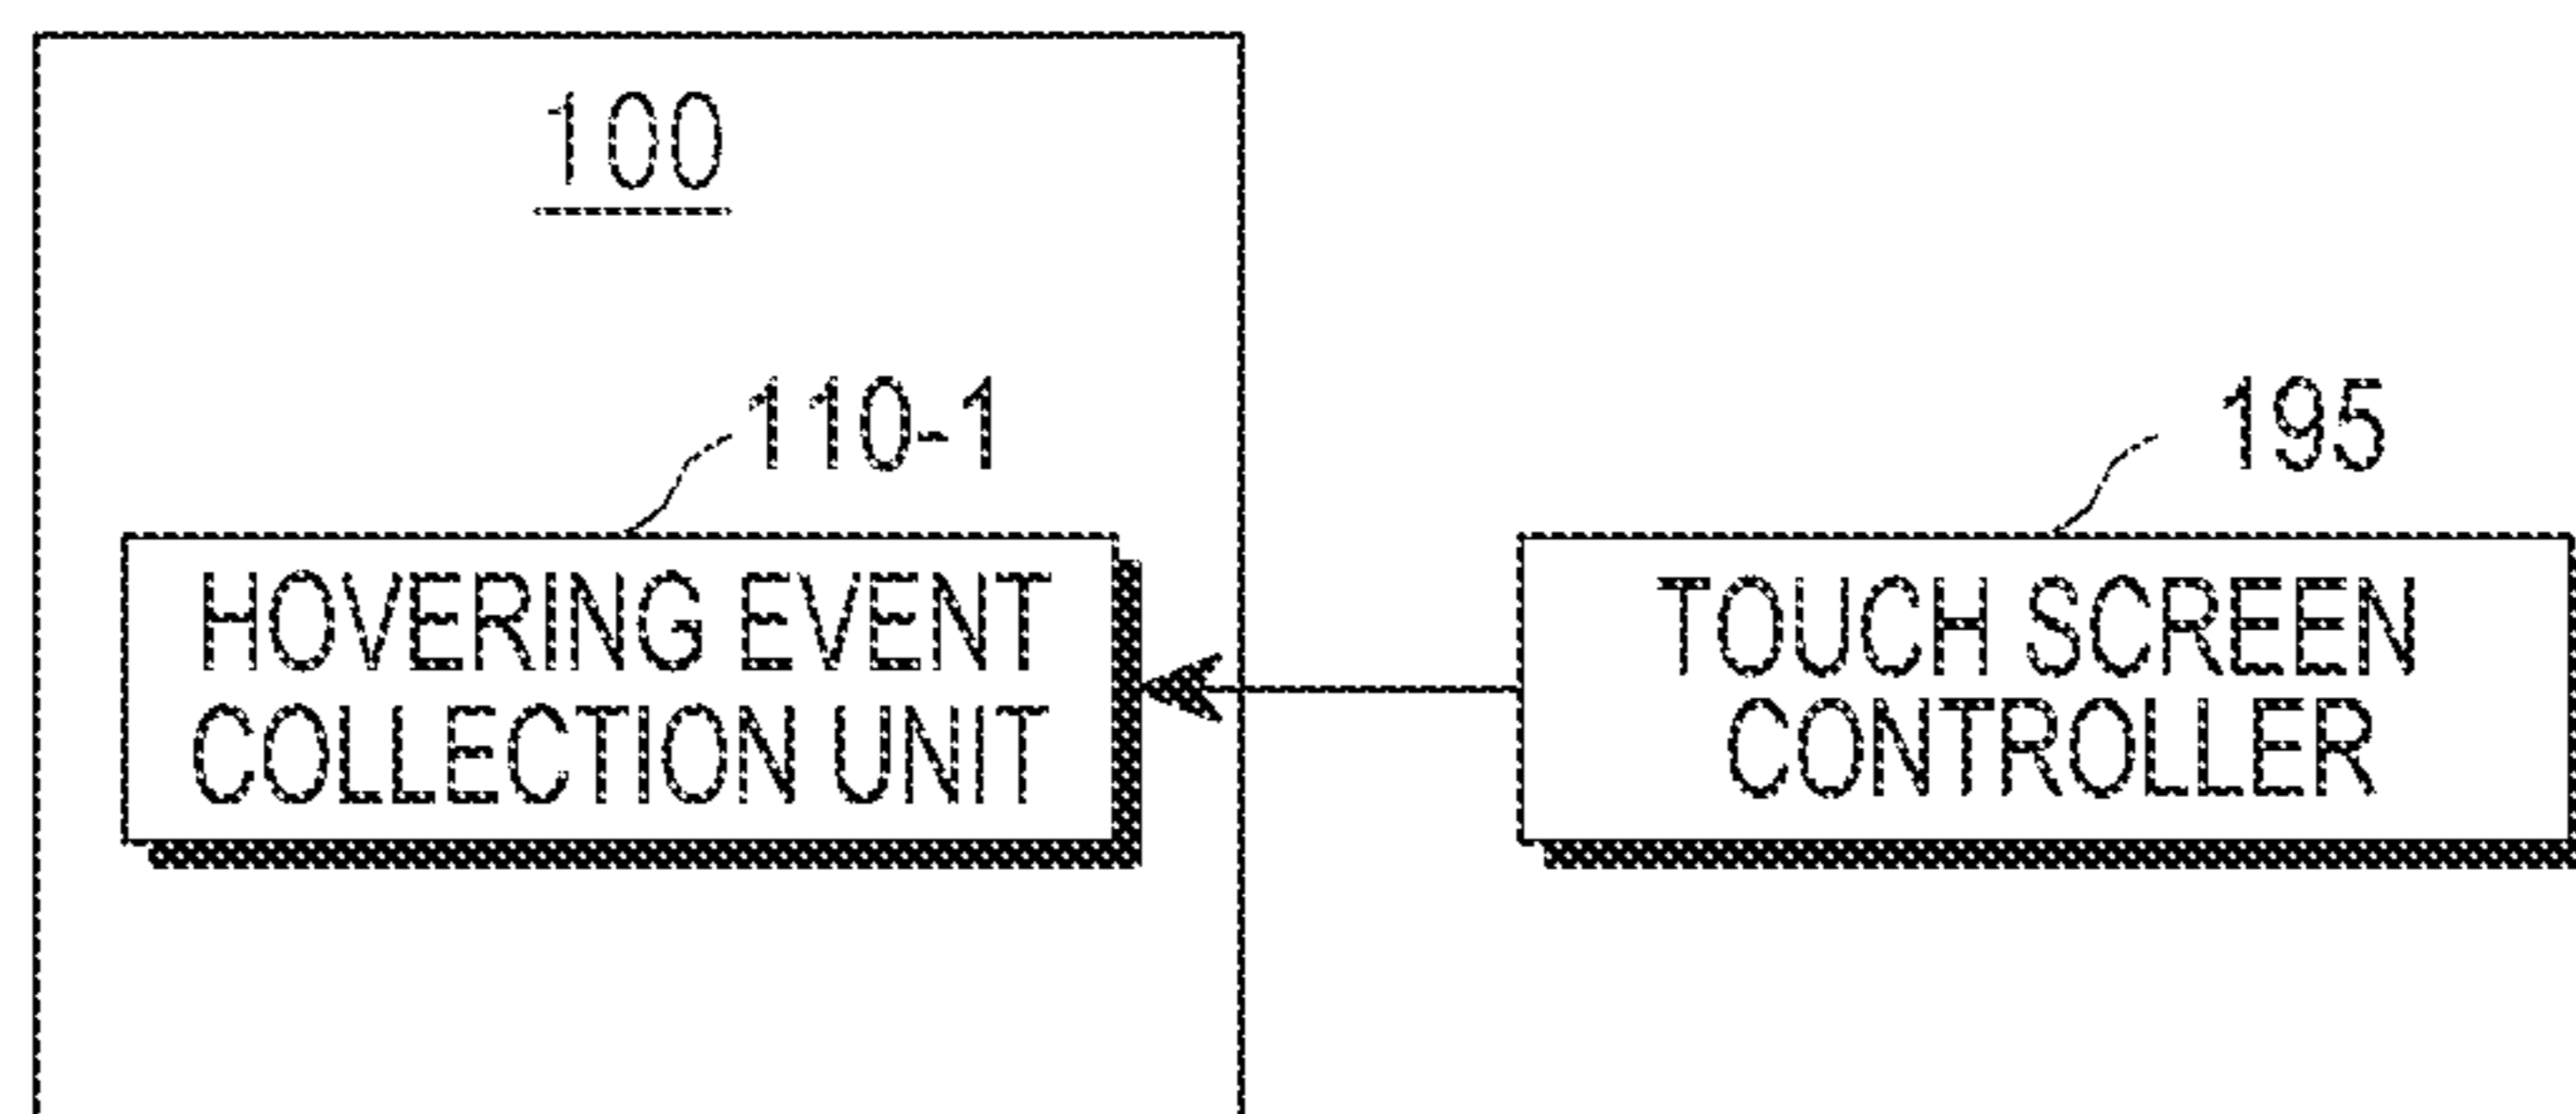 100
110-1
195
HOVERING EVENT
COLLECTION UNIT
TOUCH SCREEN
CONTROLLER